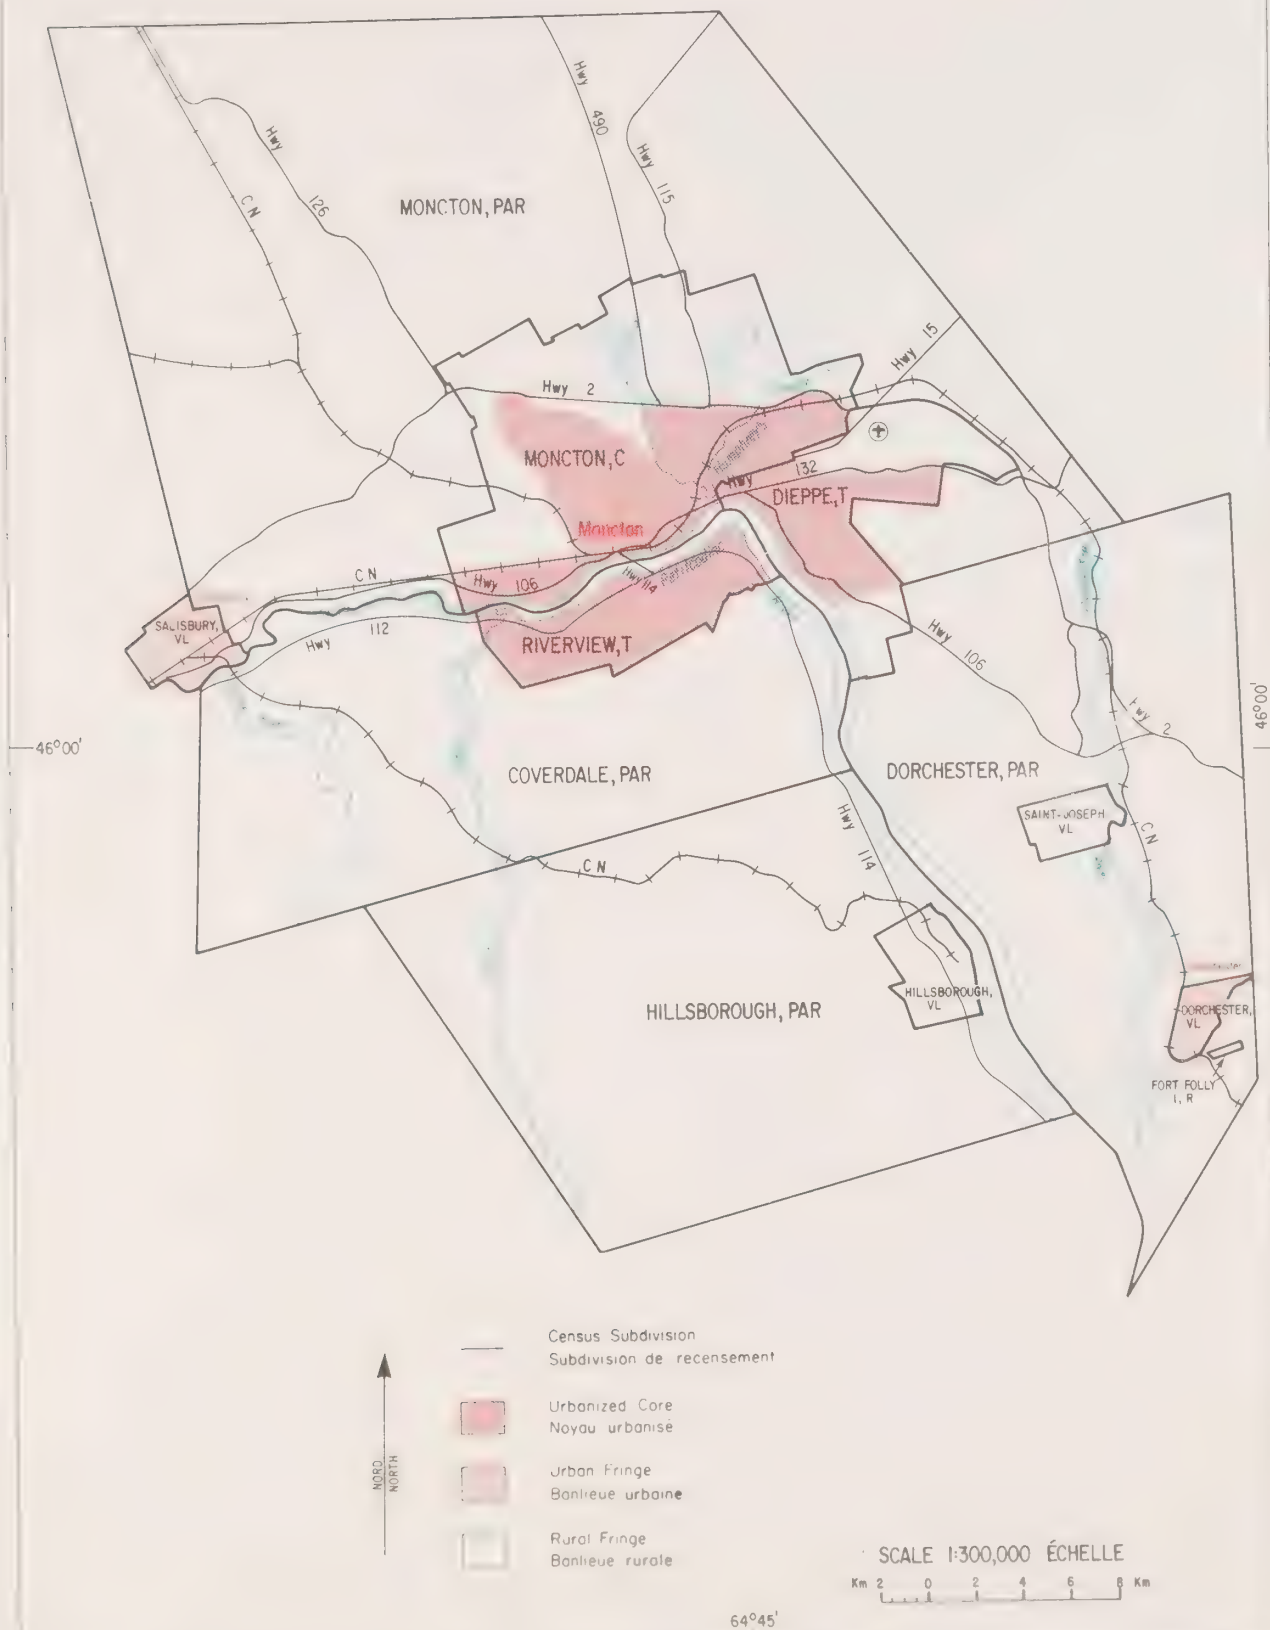 Hwy 490
Hwy
126
CN
Hwy
115
MONCTON, PAR
Hwy 15
Hwy 2
MONCTON, C
Humphreys
Hwy 132
DIEPPE, T
Moncton
CN
Hwy 106
Hwy 114
Petitcodiac
SALISBURY,
VL
Hwy 112
RIVERVIEW, T
Hwy
106
Hwy 2
46°00'
46°00'
COVERDALE, PAR
DORCHESTER, PAR
SAINT-JOSEPH
VL
CN
Hwy
114
CN
HILLSBOROUGH,
VL
HILLSBOROUGH, PAR
DORCHESTER,
VL
FORT FOLLY
I, R
Census Subdivision
Subdivision de recensement
Urbanized Core
Noyau urbanisé
Urban Fringe
Banlieue urbaine
Rural Fringe
Banlieue rurale
NORD
NORTH
SCALE 1:300,000 ÉCHELLE
Km 2 0 2 4 6 8 Km
64°45'